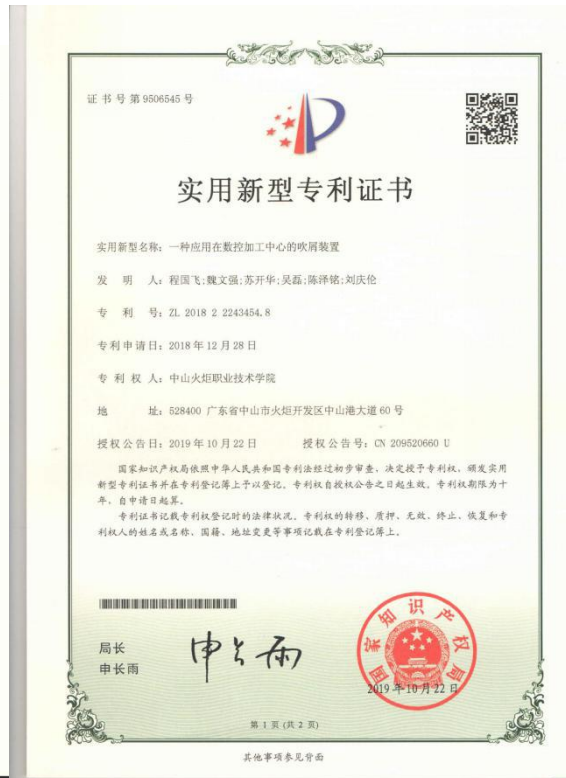 证书号第9506545号
实用新型专利证书
实用新型名称：一种应用在数控加工中心的吹屑装置
发 明 人：程国飞;魏文强;苏开华;吴磊;陈泽铭;刘庆伦
专 利 号：ZL 2018 2 2243454.8
专利申请日：2018年12月28日
专 利 权 人：中山火炬职业技术学院
地 址：528400 广东省中山市火炬开发区中山港大道60号
授权公告日：2019年10月22日 授权公告号：CN 209520660 U
国家知识产权局依照中华人民共和国专利法经过初步审查，决定授予专利权，颁发实用
新型专利证书并在专利登记簿上予以登记。专利权自授权公告之日起生效。专利权期限为十
年，自申请日起算。
专利证书记载专利权登记时的法律状况。专利权的转移、质押、无效、终止、恢复和专
利权人的姓名或名称、国籍、地址变更等事项记载在专利登记簿上。
局长
申长雨
申长雨
国家知识产权局
2019年10月22日
第 1 页 (共 2 页)
其他事项参见背面